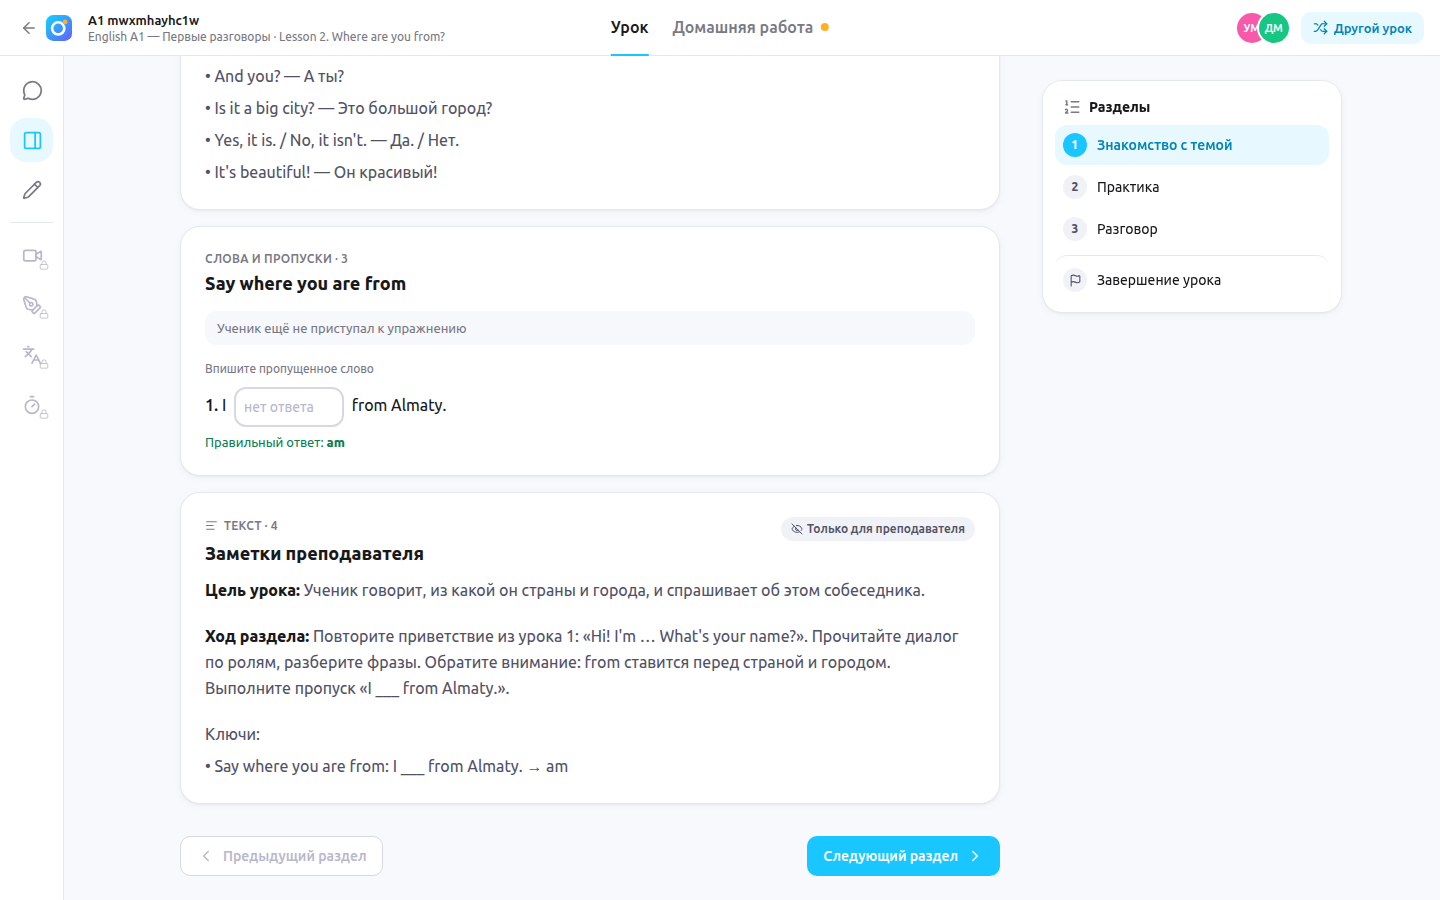 A1 mwxmhayhc1w
English A1 — Первые разговоры · Lesson 2. Where are you from?
Урок
Домашняя работа
УМ
ДМ
Другой урок
• And you? — А ты?
• Is it a big city? — Это большой город?
• Yes, it is. / No, it isn't. — Да. / Нет.
• It's beautiful! — Он красивый!
СЛОВА И ПРОПУСКИ · 3
Say where you are from
Ученик ещё не приступал к упражнению
Впишите пропущенное слово
1. I нет ответа from Almaty.
Правильный ответ: am
ТЕКСТ · 4
Только для преподавателя
Заметки преподавателя
Цель урока: Ученик говорит, из какой он страны и города, и спрашивает об этом собеседника.
Ход раздела: Повторите приветствие из урока 1: «Hi! I'm … What's your name?». Прочитайте диалог
по ролям, разберите фразы. Обратите внимание: from ставится перед страной и городом.
Выполните пропуск «I ___ from Almaty.».
Ключи:
• Say where you are from: I ___ from Almaty. → am
Предыдущий раздел
Следующий раздел
Разделы
1 Знакомство с темой
2 Практика
3 Разговор
Завершение урока